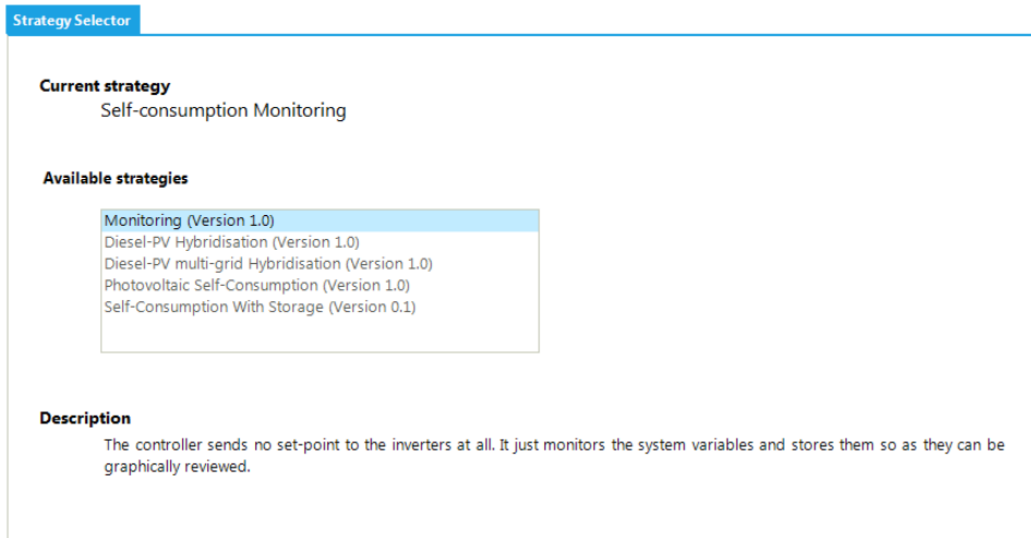 Strategy Selector
Current strategy
Self-consumption Monitoring
Available strategies
Monitoring (Version 1.0)
Diesel-PV Hybridisation (Version 1.0)
Diesel-PV multi-grid Hybridisation (Version 1.0)
Photovoltaic Self-Consumption (Version 1.0)
Self-Consumption With Storage (Version 0.1)
Description
The controller sends no set-point to the inverters at all. It just monitors the system variables and stores them so as they can be
graphically reviewed.